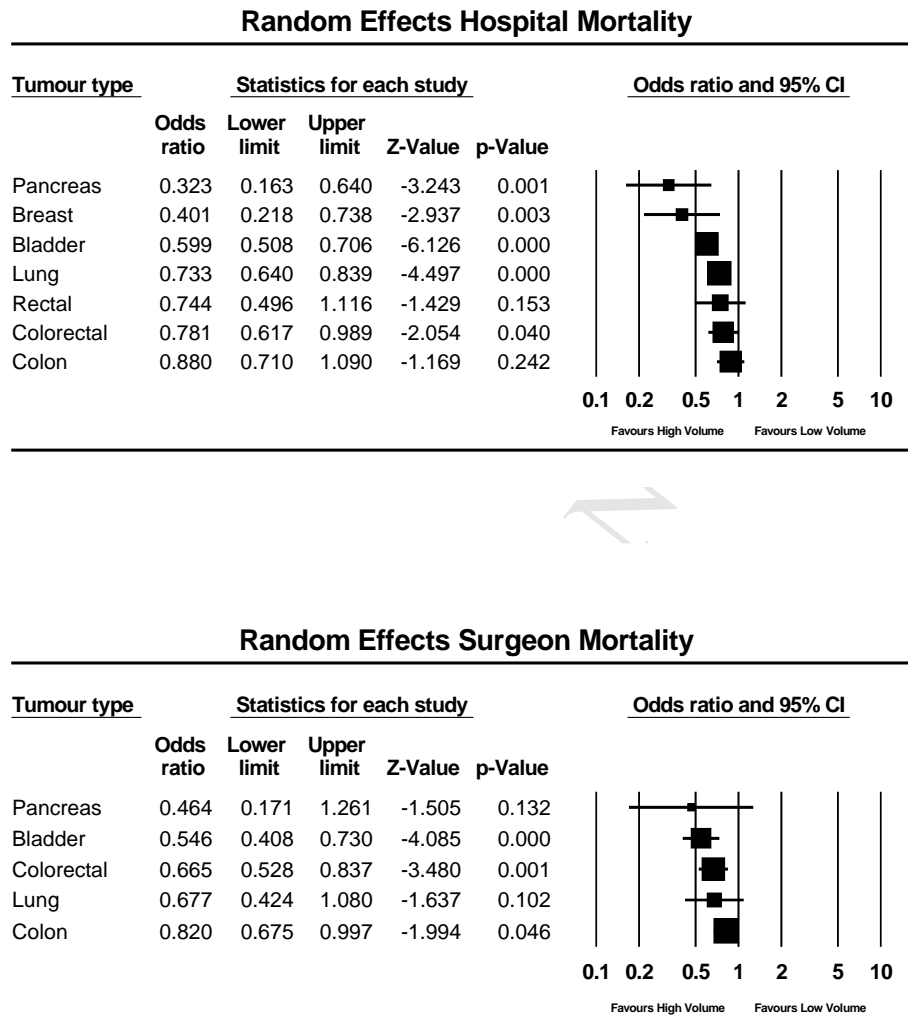 Random Effects Hospital Mortality
Tumour type Statistics for each study Odds ratio and 95% CI
Odds Lower Upper
ratio limit limit Z-Value p-Value
Pancreas 0.323 0.163 0.640 -3.243 0.001
Breast 0.401 0.218 0.738 -2.937 0.003
Bladder 0.599 0.508 0.706 -6.126 0.000
Lung 0.733 0.640 0.839 -4.497 0.000
Rectal 0.744 0.496 1.116 -1.429 0.153
Colorectal 0.781 0.617 0.989 -2.054 0.040
Colon 0.880 0.710 1.090 -1.169 0.242
0.1 0.2 0.5 1 2 5 10
Favours High Volume Favours Low Volume
Random Effects Surgeon Mortality
Tumour type Statistics for each study Odds ratio and 95% CI
Odds Lower Upper
ratio limit limit Z-Value p-Value
Pancreas 0.464 0.171 1.261 -1.505 0.132
Bladder 0.546 0.408 0.730 -4.085 0.000
Colorectal 0.665 0.528 0.837 -3.480 0.001
Lung 0.677 0.424 1.080 -1.637 0.102
Colon 0.820 0.675 0.997 -1.994 0.046
0.1 0.2 0.5 1 2 5 10
Favours High Volume Favours Low Volume